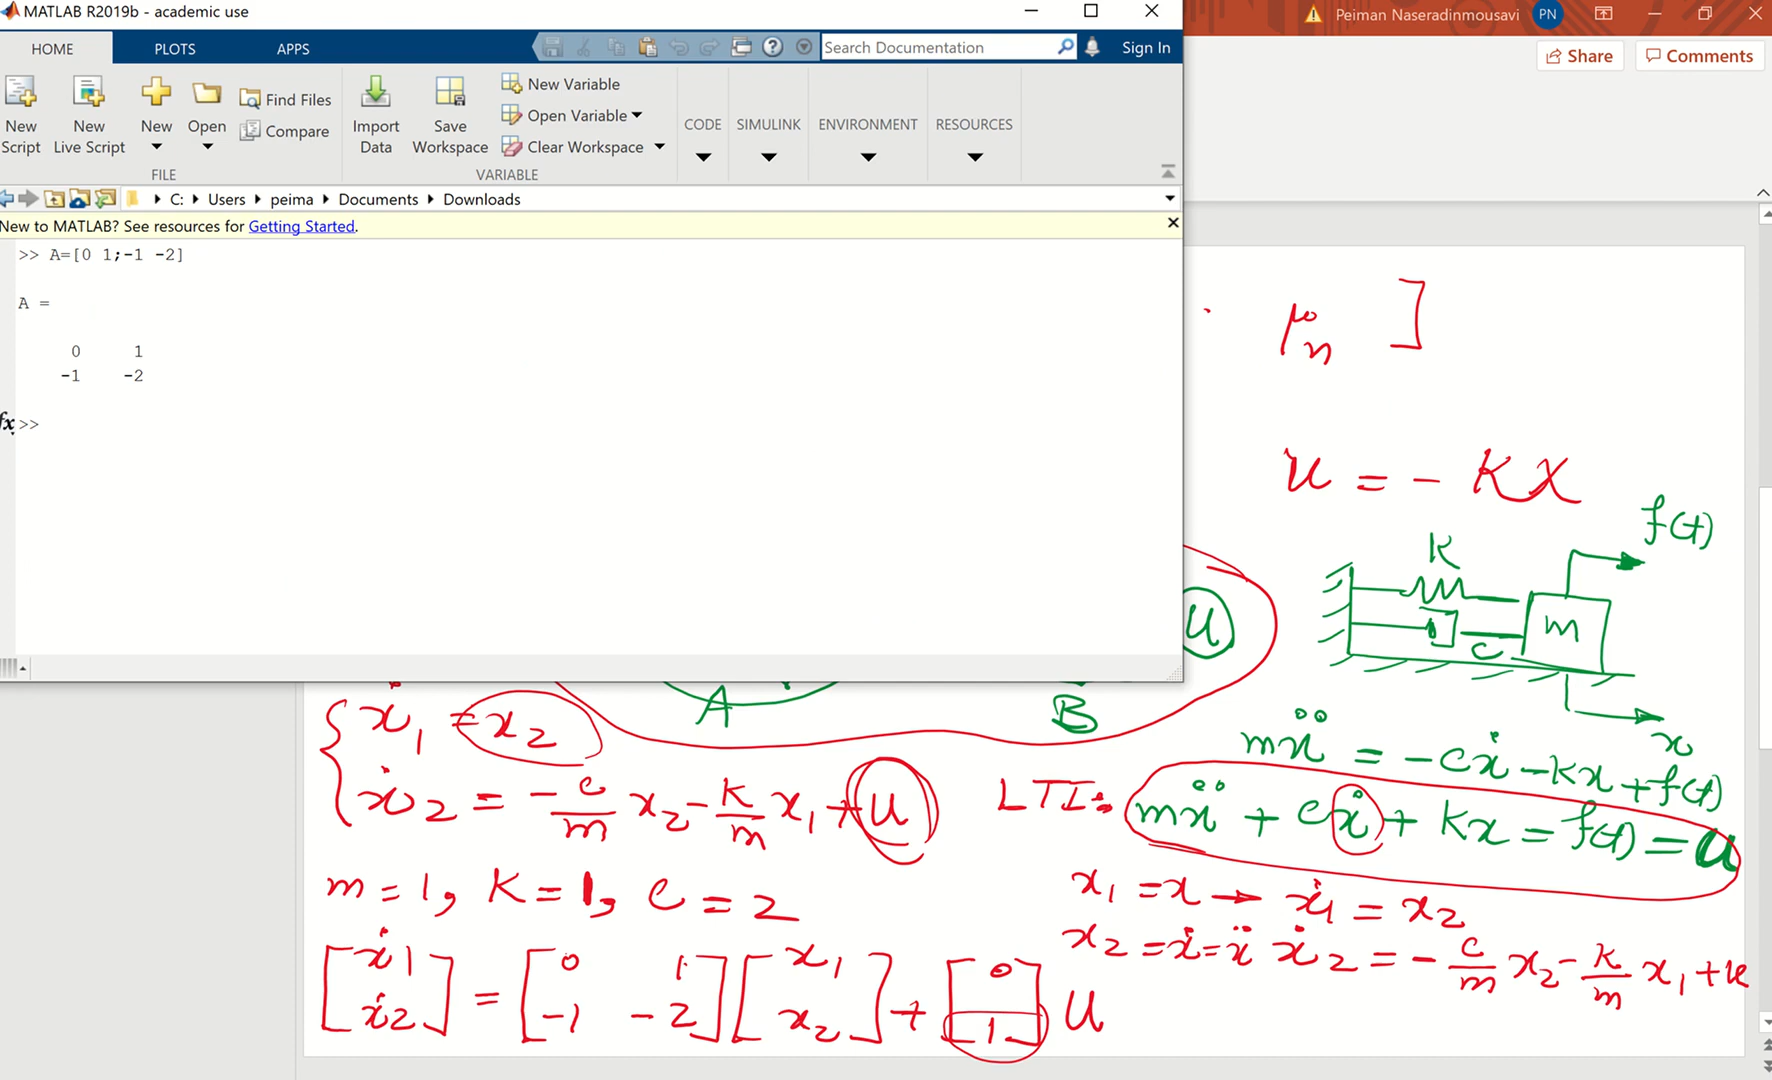 MATLAB R2019b - academic use
Peiman Naseradinmousavi PN
HOME PLOTS APPS
Search Documentation
Sign In
Share Comments
New Script
New Live Script
New
Open
Find Files
Compare
Import Data
Save Workspace
New Variable
Open Variable
Clear Workspace
CODE SIMULINK ENVIRONMENT RESOURCES
FILE VARIABLE
C: Users peima Documents Downloads
New to MATLAB? See resources for Getting Started.
>> A=[0 1;-1 -2]
A =
0 1
-1 -2
fx >>
. μn ]
u = - KX
f(t)
K
m
c
x
U
A B
ẋ1 = x2
ẋ2 = -c/m x2 - k/m x1 + u
mẍ = -cẋ - kx + f(t)
LTI: mẍ + cẋ + kx = f(t) = u
m=1, K=1, c=2
x1 = x → ẋ1 = x2
x2 = ẋ = ẍ ẋ2 = -c/m x2 - k/m x1 + u
[ẋ1 ẋ2] = [0 1 -1 -2] [x1 x2] + [0 1] U